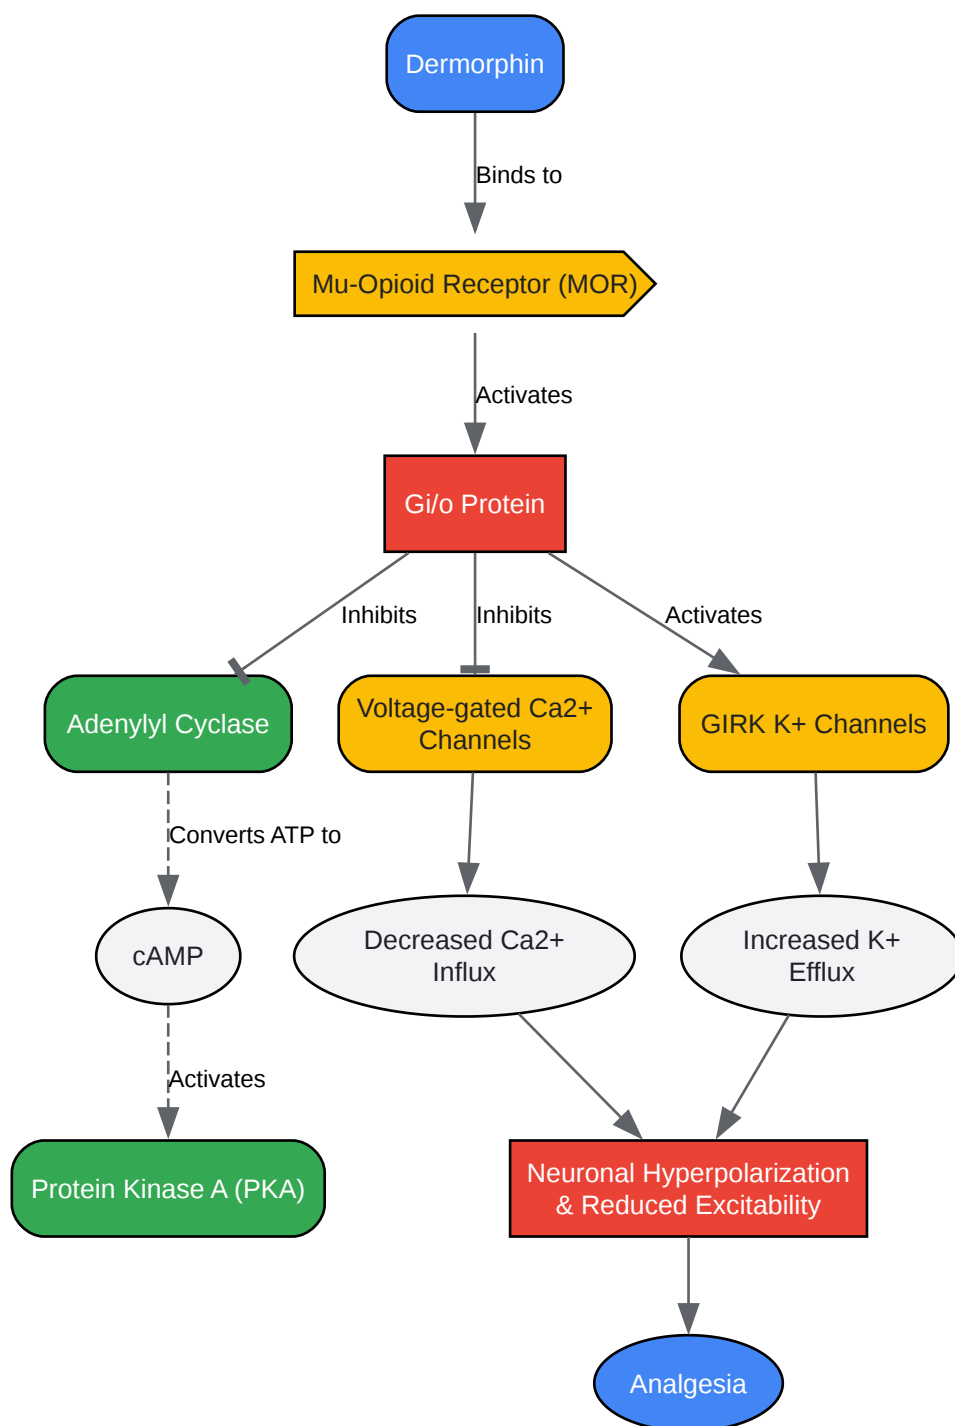 Dermorphin
Binds to
Mu-Opioid Receptor (MOR)
Activates
Gi/o Protein
Inhibits
Inhibits
Activates
Adenylyl Cyclase
Voltage-gated Ca2+
Channels
GIRK K+ Channels
Converts ATP to
cAMP
Decreased Ca2+
Influx
Increased K+
Efflux
Activates
Protein Kinase A (PKA)
Neuronal Hyperpolarization
& Reduced Excitability
Analgesia